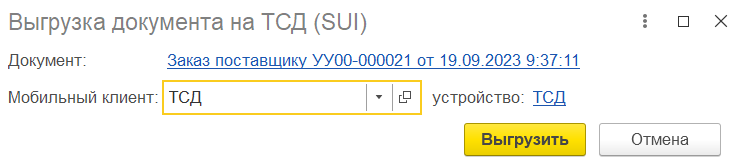 Выгрузка документа на ТСД (SUI)
Документ: Заказ поставщику УУ00-000021 от 19.09.2023 9:37:11
Мобильный клиент: ТСД устройство: ТСД
Выгрузить Отмена